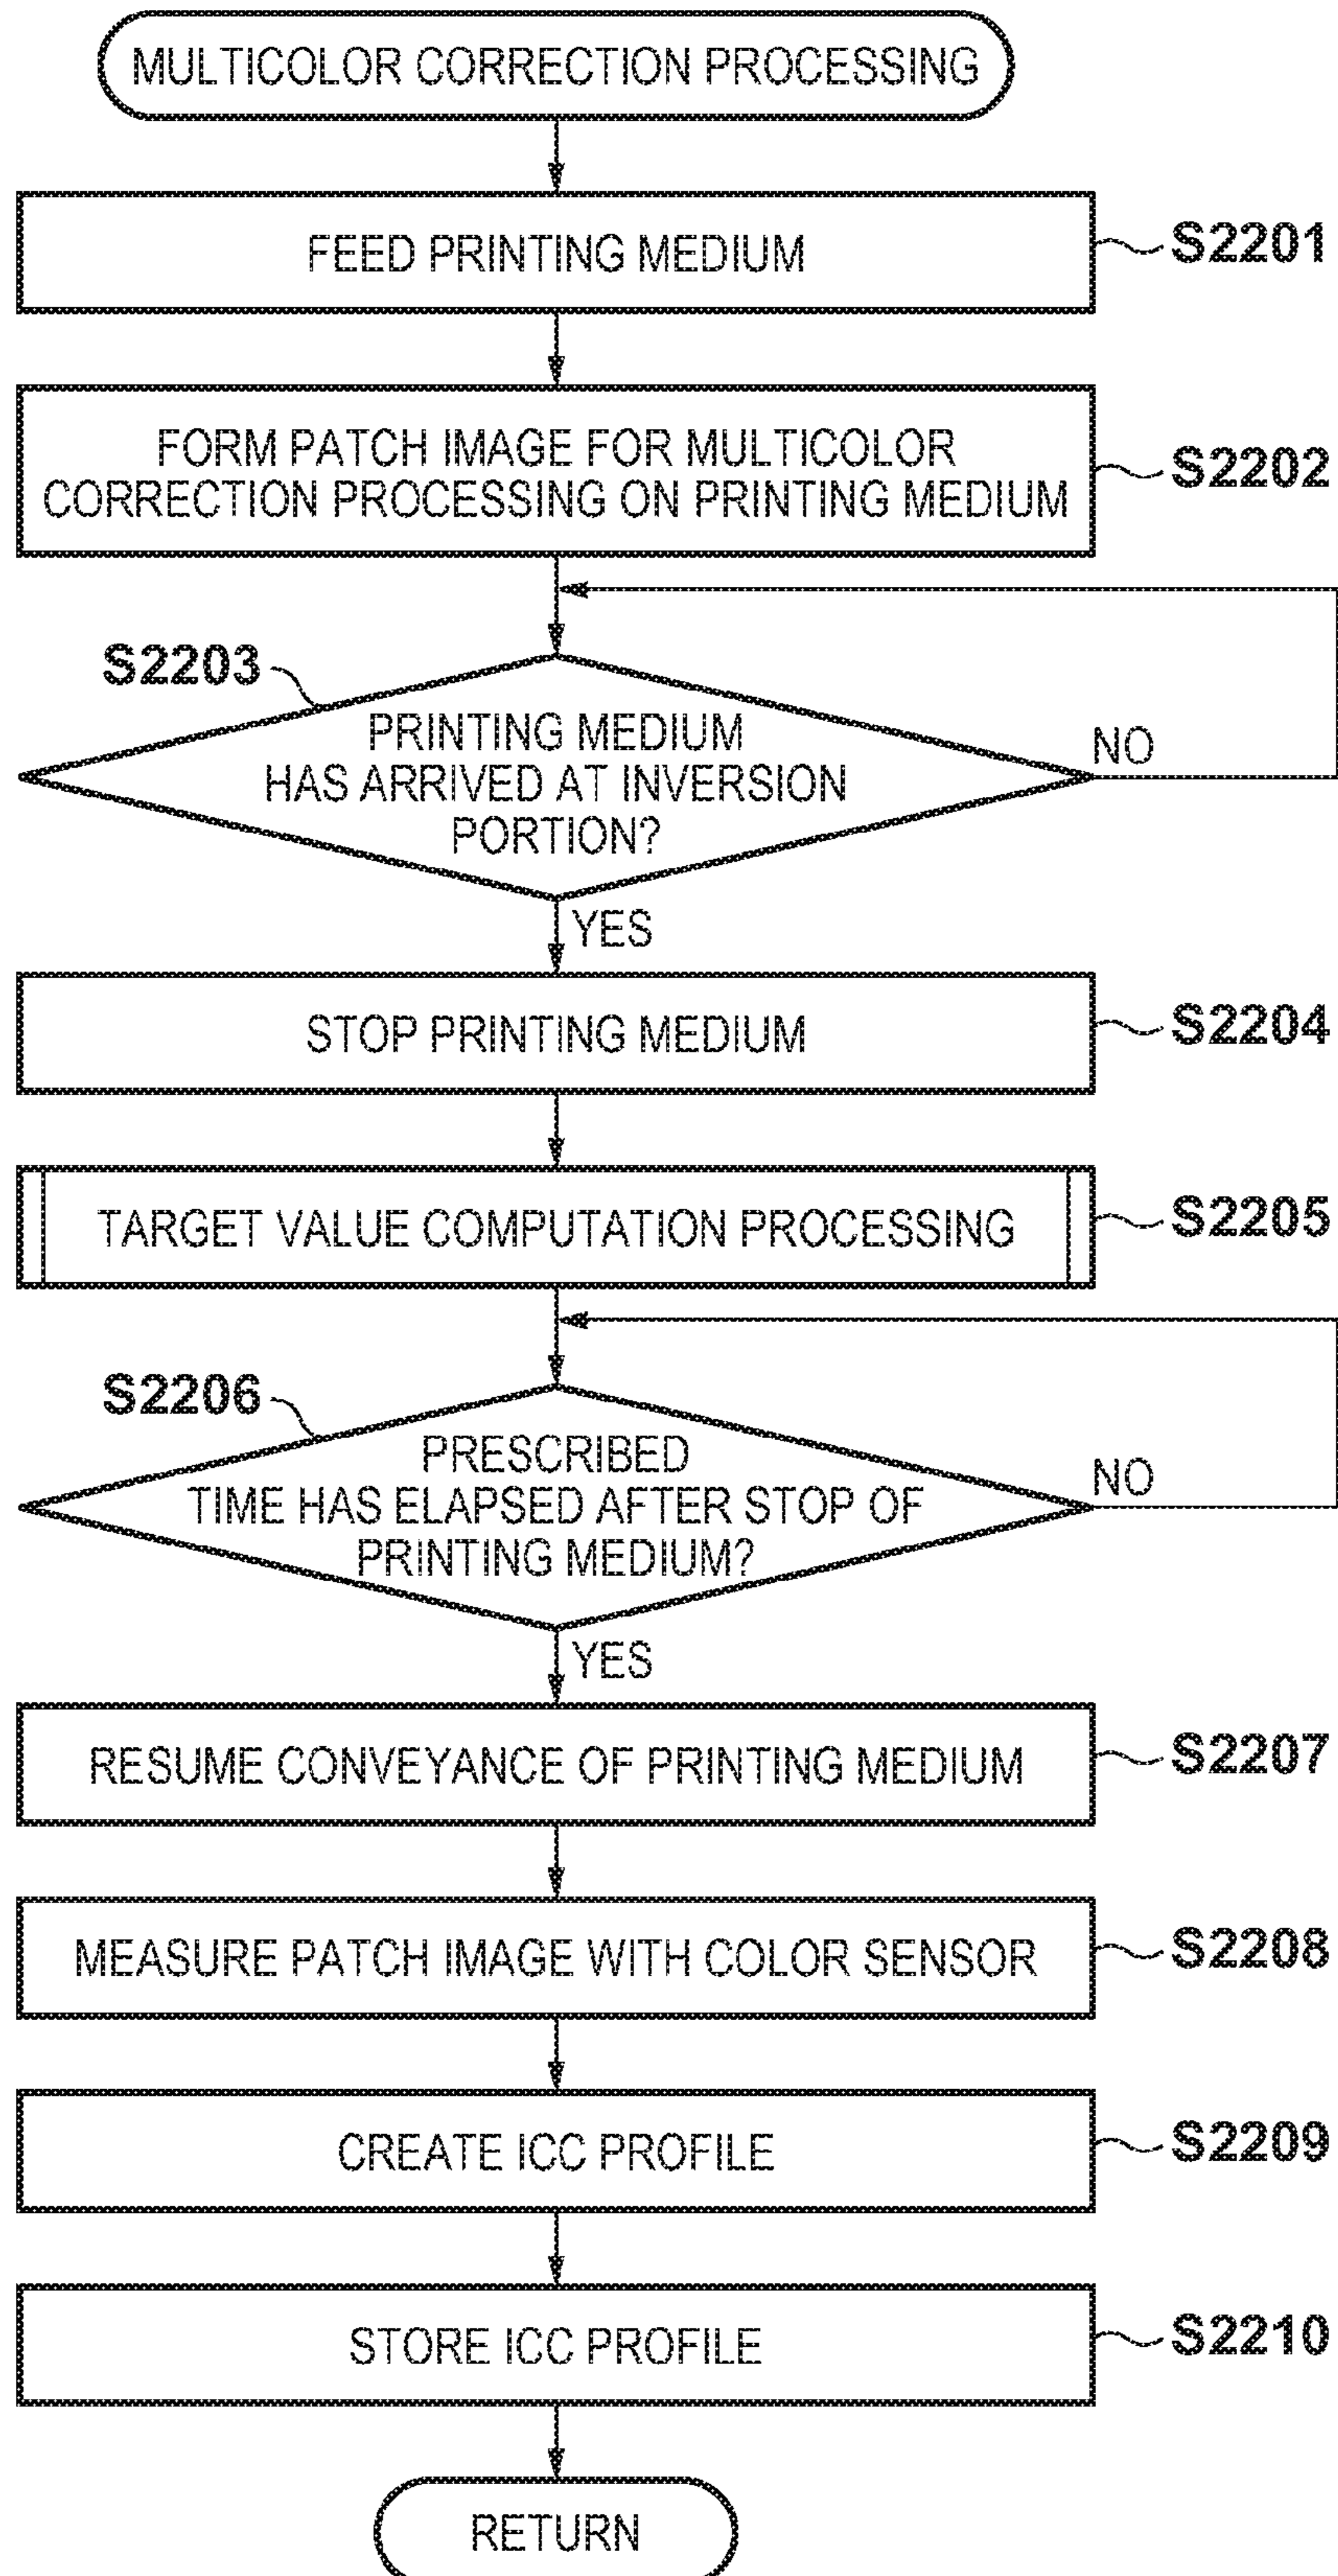 MULTICOLOR CORRECTION PROCESSING
FEED PRINTING MEDIUM
S2201
FORM PATCH IMAGE FOR MULTICOLOR
CORRECTION PROCESSING ON PRINTING MEDIUM
S2202
S2203
PRINTING MEDIUM
HAS ARRIVED AT INVERSION
PORTION?
NO
YES
STOP PRINTING MEDIUM
S2204
TARGET VALUE COMPUTATION PROCESSING
S2205
S2206
PRESCRIBED
TIME HAS ELAPSED AFTER STOP OF
PRINTING MEDIUM?
NO
YES
RESUME CONVEYANCE OF PRINTING MEDIUM
S2207
MEASURE PATCH IMAGE WITH COLOR SENSOR
S2208
CREATE ICC PROFILE
S2209
STORE ICC PROFILE
S2210
RETURN